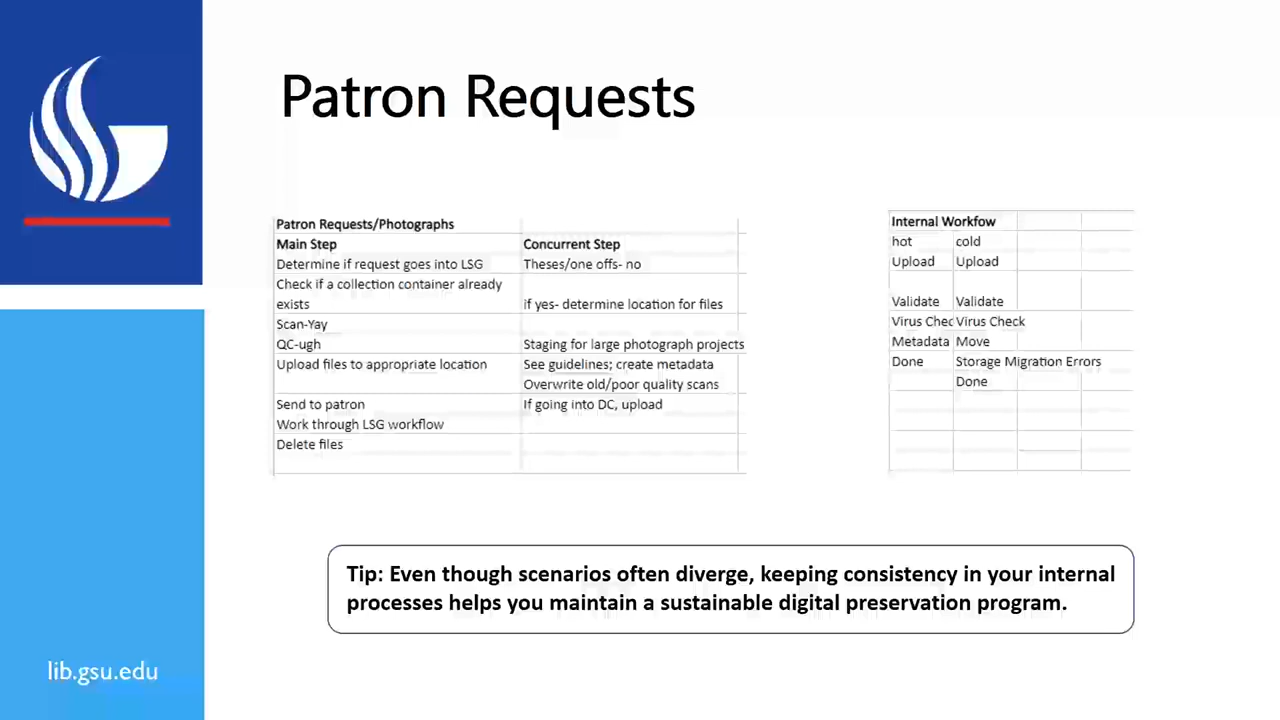 Patron Requests
Patron Requests/Photographs
Main Step Concurrent Step
Determine if request goes into LSG Theses/one offs- no
Check if a collection container already
exists if yes- determine location for files
Scan-Yay
QC-ugh Staging for large photograph projects
Upload files to appropriate location See guidelines; create metadata
Overwrite old/poor quality scans
Send to patron If going into DC, upload
Work through LSG workflow
Delete files
Internal Workfow
hot cold
Upload Upload
Validate Validate
Virus Chec Virus Check
Metadata Move
Done Storage Migration Errors
Done
Tip: Even though scenarios often diverge, keeping consistency in your internal
processes helps you maintain a sustainable digital preservation program.
lib.gsu.edu